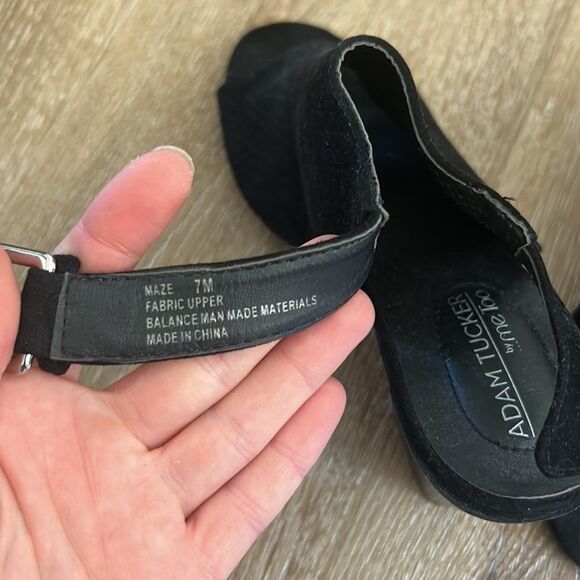 MAZE 7M
FABRIC UPPER
BALANCE MAN MADE MATERIALS
MADE IN CHINA
ADAM TUCKER
by me too